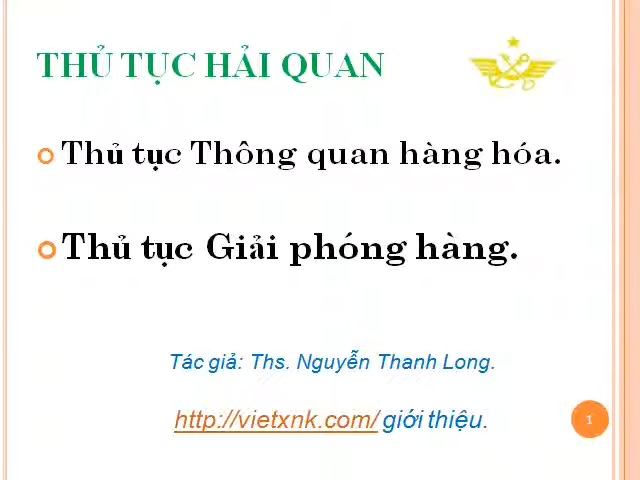 THỦ TỤC HẢI QUAN
Thủ tục Thông quan hàng hóa.
Thủ tục Giải phóng hàng.
Tác giả: Ths. Nguyễn Thanh Long.
http://vietxnk.com/ giới thiệu.
1